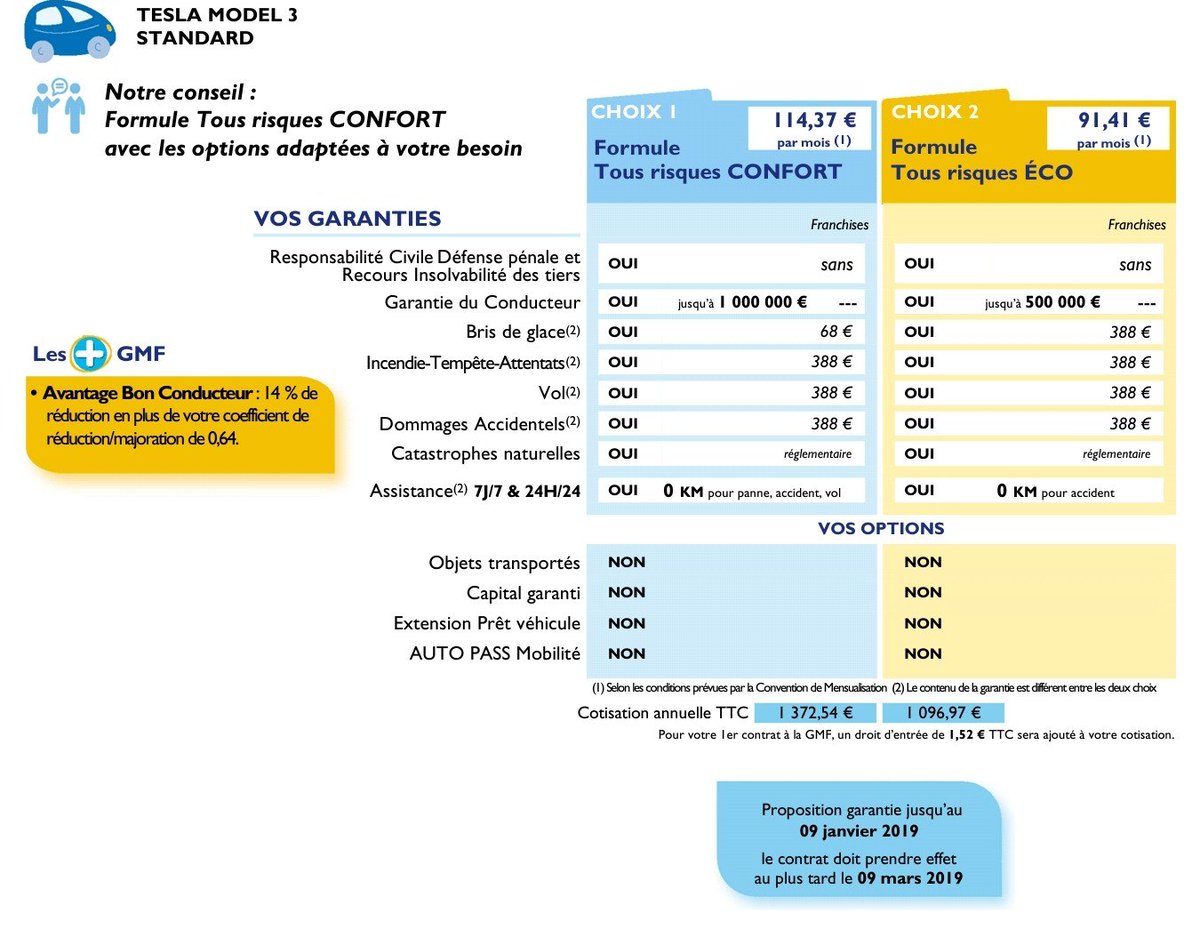 TESLA MODEL 3
STANDARD
Notre conseil :
Formule Tous risques CONFORT
avec les options adaptées à votre besoin
CHOIX 1
114,37 €
par mois (1)
Formule
Tous risques CONFORT
CHOIX 2
91,41 €
par mois (1)
Formule
Tous risques ÉCO
VOS GARANTIES
Franchises
Franchises
Responsabilité Civile Défense pénale et
Recours Insolvabilité des tiers
OUI sans
OUI sans
Garantie du Conducteur OUI jusqu'à 1 000 000 € --- OUI jusqu'à 500 000 € ---
Bris de glace(2) OUI 68 € OUI 388 €
Incendie-Tempête-Attentats(2) OUI 388 € OUI 388 €
Vol(2) OUI 388 € OUI 388 €
Dommages Accidentels(2) OUI 388 € OUI 388 €
Catastrophes naturelles OUI réglementaire OUI réglementaire
Assistance(2) 7J/7 & 24H/24 OUI 0 KM pour panne, accident, vol OUI 0 KM pour accident
Les + GMF
• Avantage Bon Conducteur : 14 % de
réduction en plus de votre coefficient de
réduction/majoration de 0,64.
VOS OPTIONS
Objets transportés NON NON
Capital garanti NON NON
Extension Prêt véhicule NON NON
AUTO PASS Mobilité NON NON
(1) Selon les conditions prévues par la Convention de Mensualisation (2) Le contenu de la garantie est différent entre les deux choix
Cotisation annuelle TTC 1 372,54 € 1 096,97 €
Pour votre 1er contrat à la GMF, un droit d'entrée de 1,52 € TTC sera ajouté à votre cotisation.
Proposition garantie jusqu'au
09 janvier 2019
le contrat doit prendre effet
au plus tard le 09 mars 2019